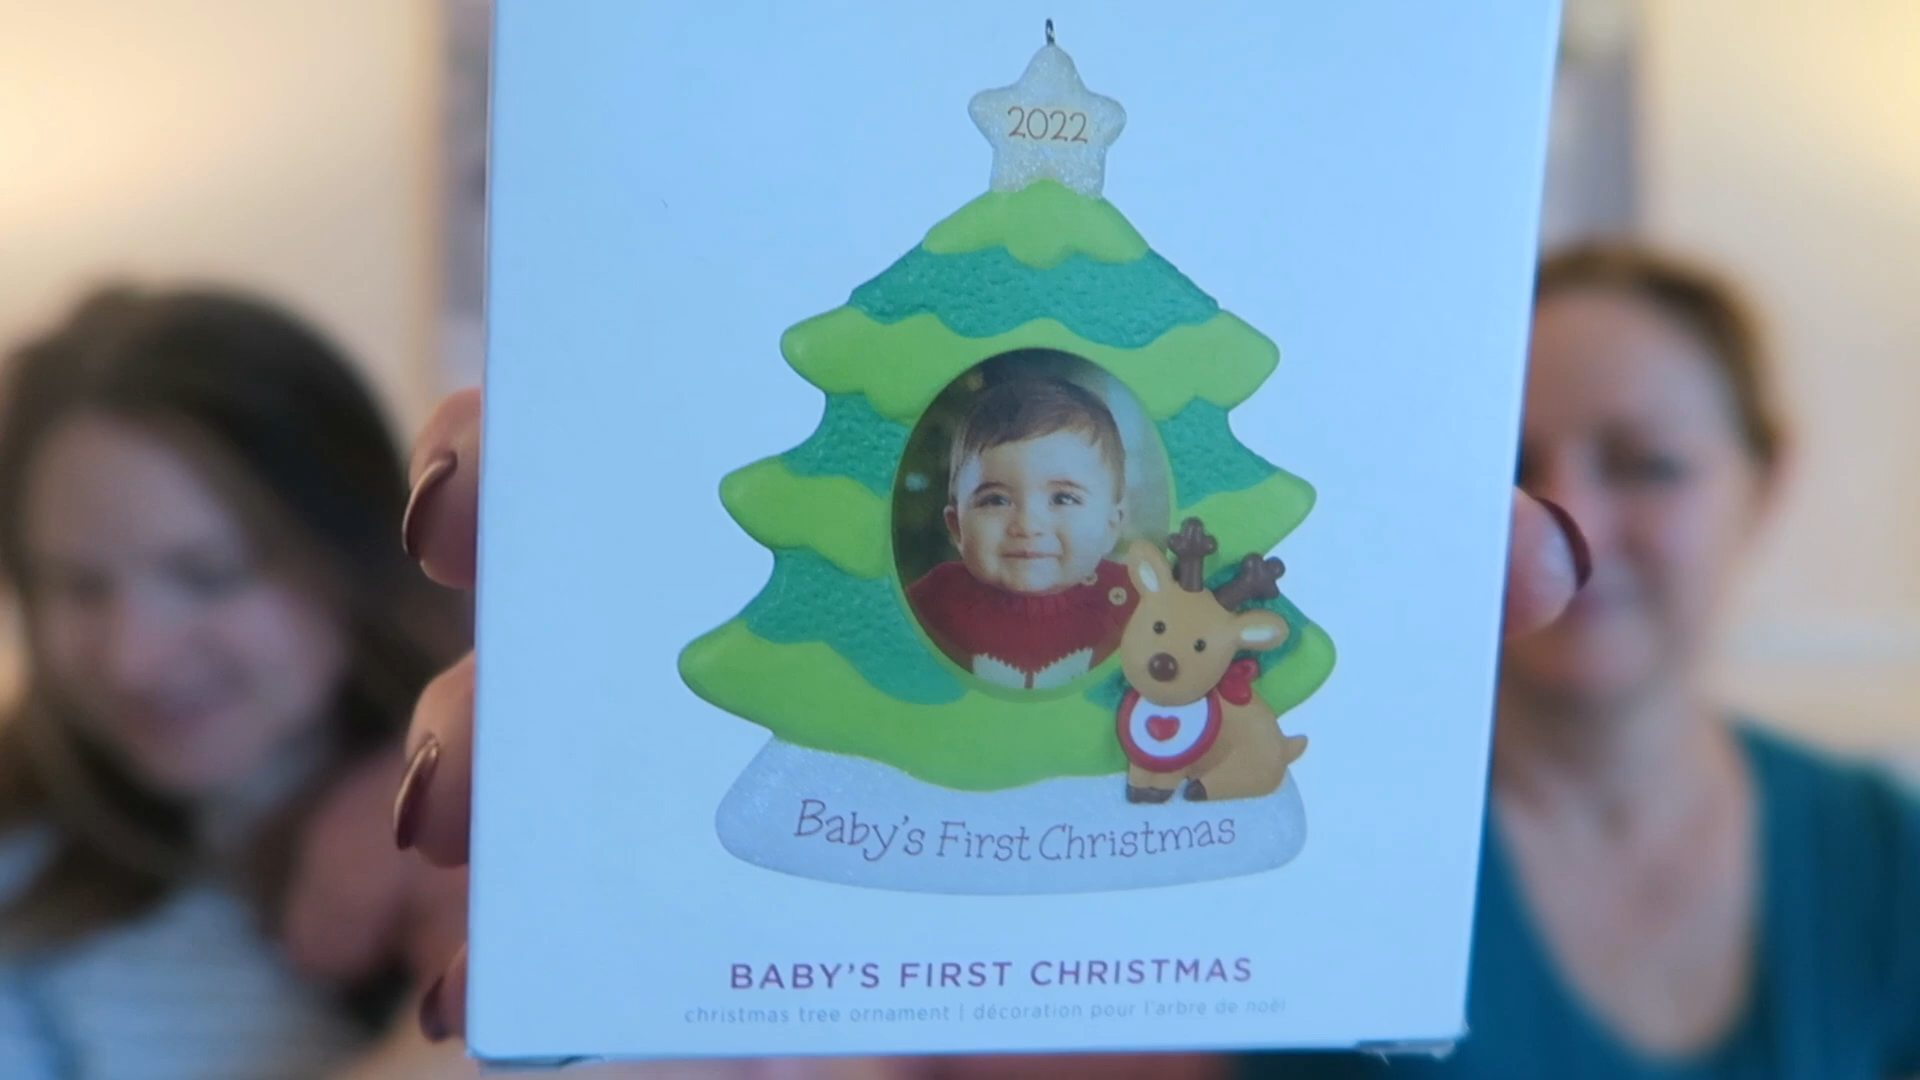 2022
Baby's First Christmas
BABY'S FIRST CHRISTMAS
christmas tree ornament | décoration pour l'arbre de noël